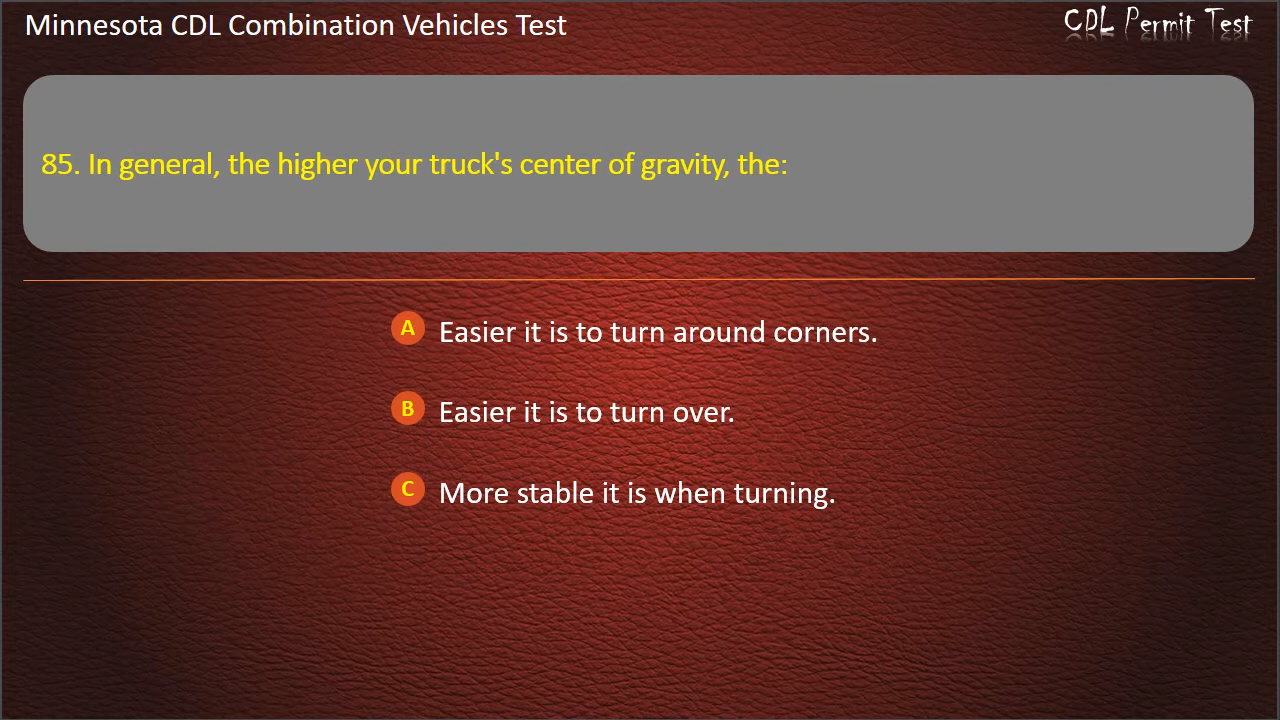 Minnesota CDL Combination Vehicles Test
CDL Permit Test
85. In general, the higher your truck's center of gravity, the:
A Easier it is to turn around corners.
B Easier it is to turn over.
C More stable it is when turning.